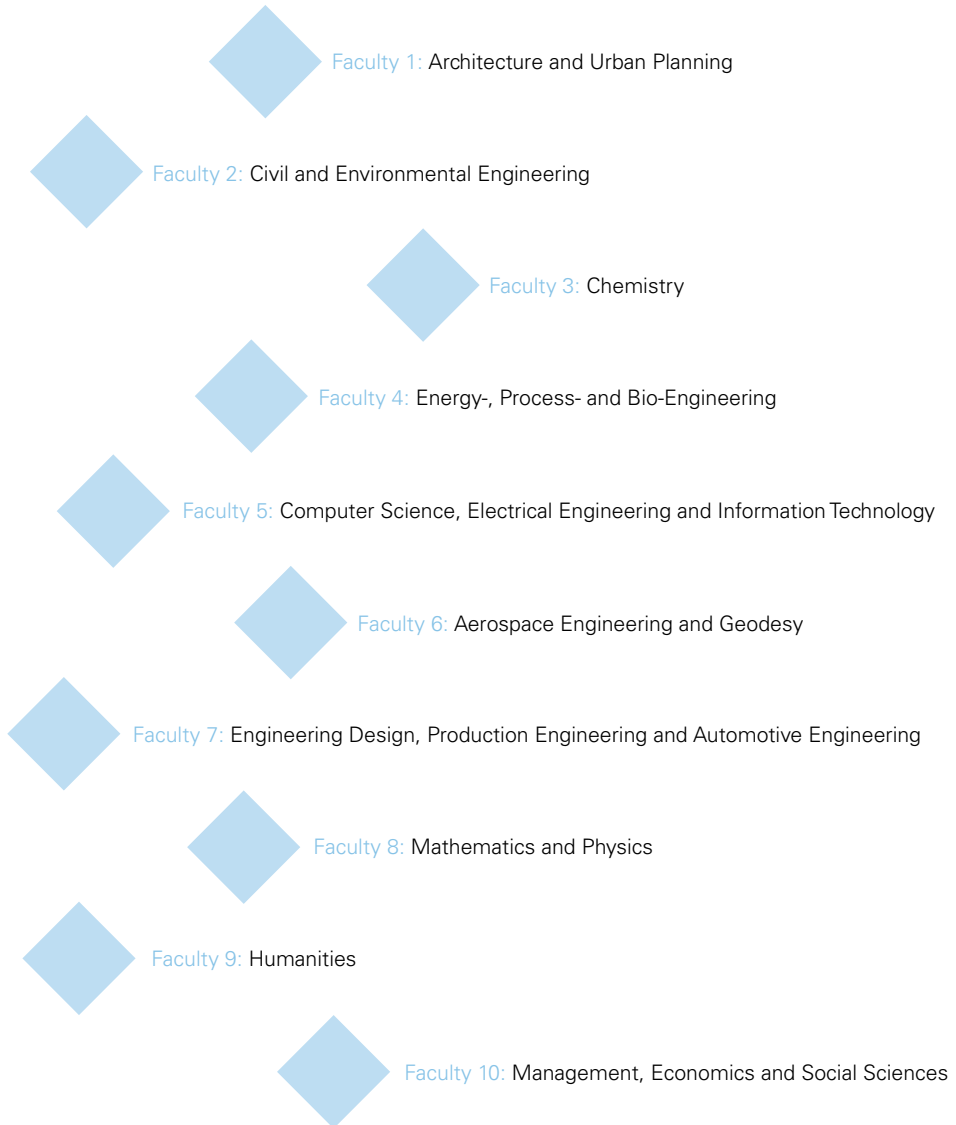 Faculty 1: Architecture and Urban Planning
Faculty 2: Civil and Environmental Engineering
Faculty 3: Chemistry
Faculty 4: Energy-, Process- and Bio-Engineering
Faculty 5: Computer Science, Electrical Engineering and Information Technology
Faculty 6: Aerospace Engineering and Geodesy
Faculty 7: Engineering Design, Production Engineering and Automotive Engineering
Faculty 8: Mathematics and Physics
Faculty 9: Humanities
Faculty 10: Management, Economics and Social Sciences